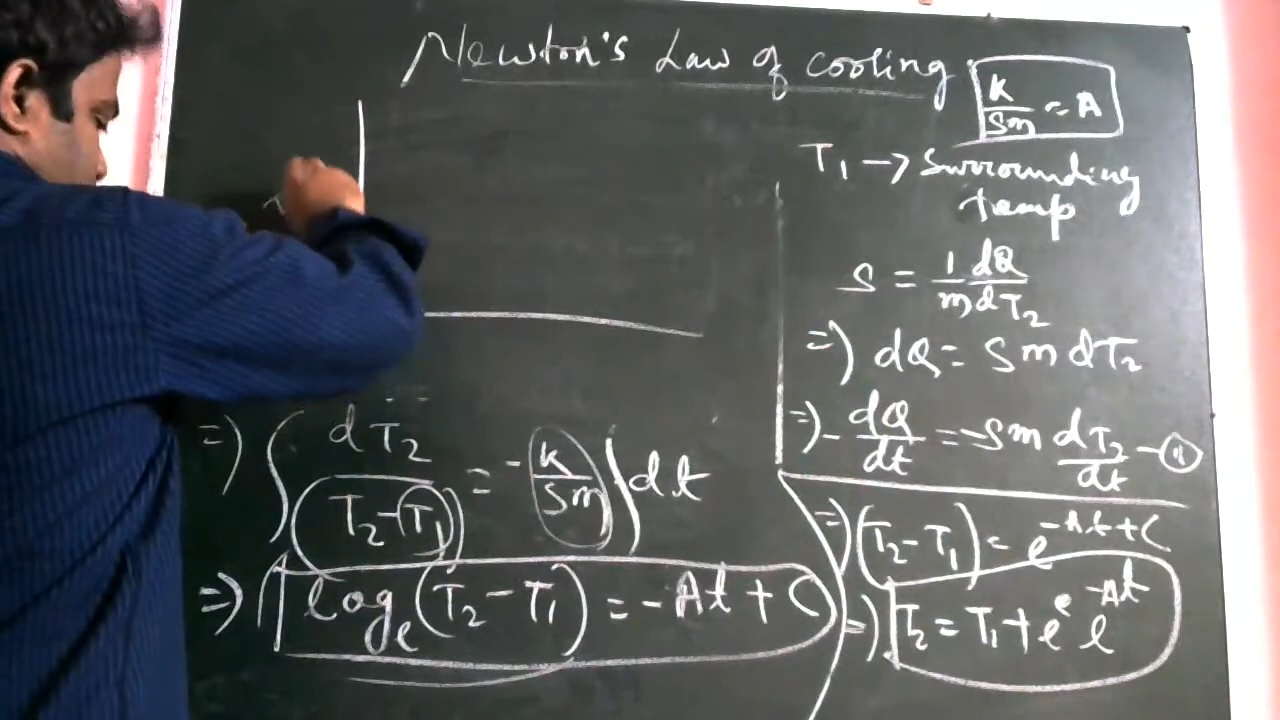 Newton's Law of cooling
K/Sm = A
T₁ → Surrounding
temp
S = 1/m dQ/dT₂
⇒) dQ = Sm dT₂
⇒) - dQ/dt = -Sm dT₂/dt -
⇒) ∫ dT₂/(T₂-(T₁)) = - K/Sm ∫ dt
⇒) logₑ(T₂ - T₁) = -At + C
⇒) (T₂ - T₁) = e^(-At + C)
⇒) T₂ = T₁ + e^c e^(-At)